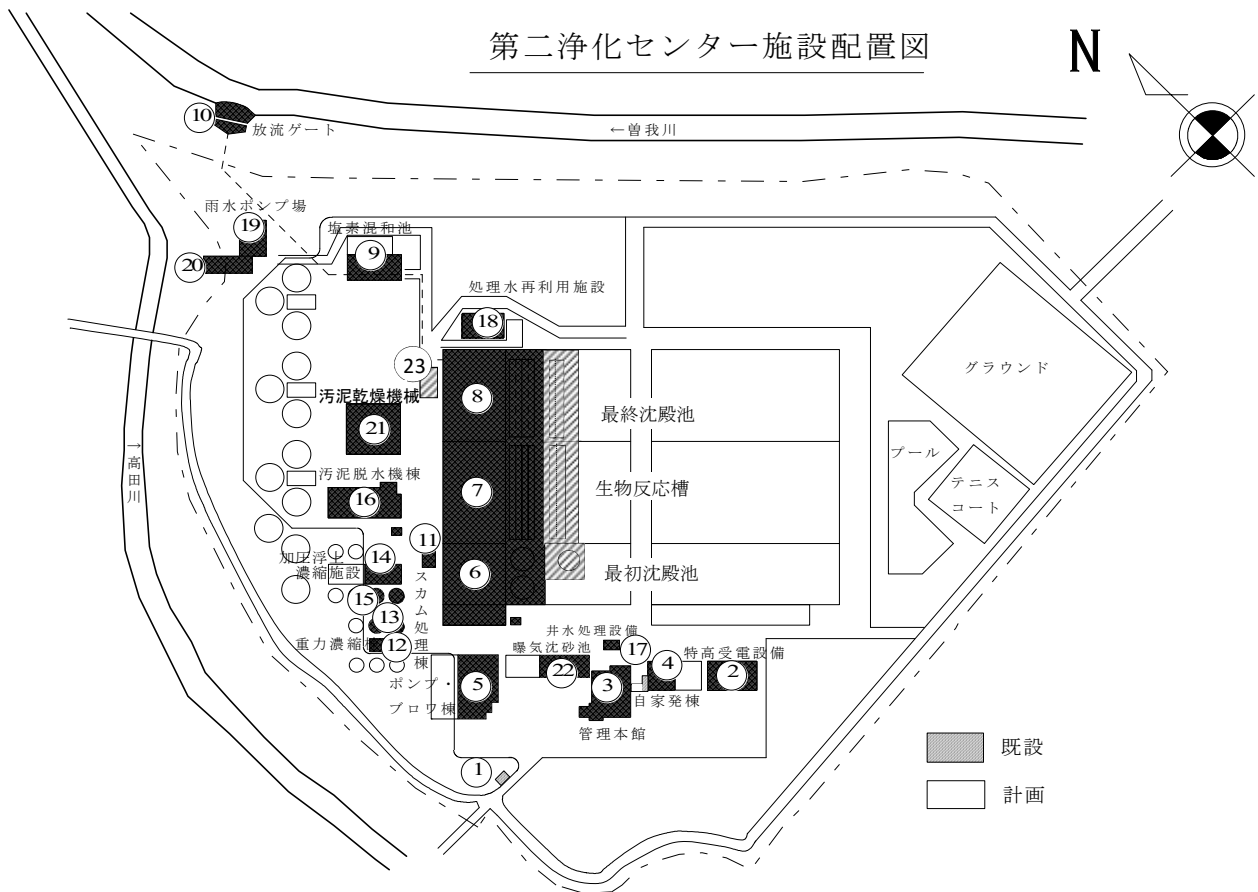 第二浄化センター施設配置図
N
10
放流ゲート
←曽我川
雨水ポンプ場
19
20
塩素混和池
9
処理水再利用施設
18
23
汚泥乾燥機械
21
8
最終沈殿池
グラウンド
プール
テニス
コート
→高田川
汚泥脱水機棟
16
7
生物反応槽
11
加圧浮上
濃縮施設
14
スカム処理棟
6
最初沈殿池
15
13
重力濃縮
12
井水処理設備
17
曝気沈砂池
22
ポンプ・
ブロワ棟
5
3
管理本館
4
自家発棟
特高受電設備
2
1
既設
計画